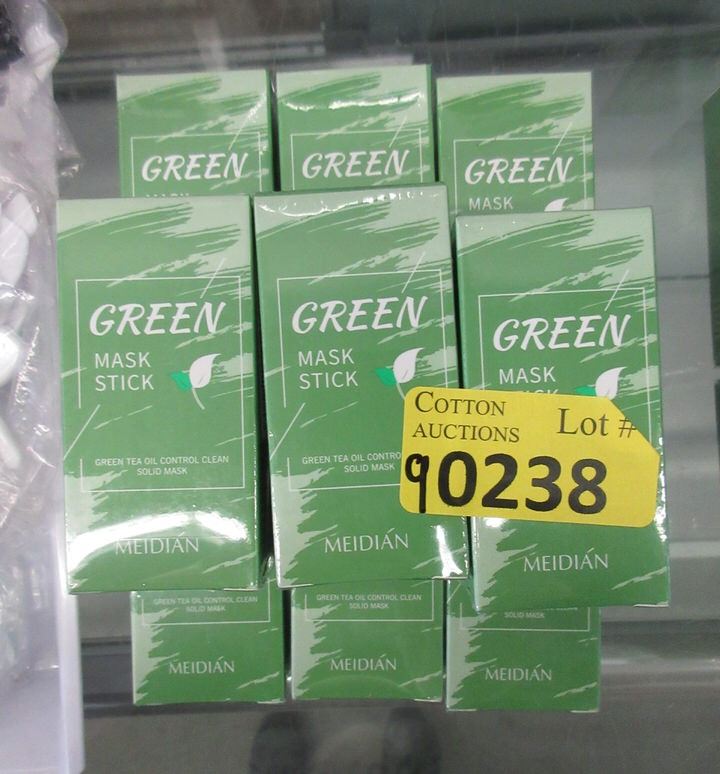 GREEN
GREEN
GREEN
MASK
GREEN
MASK
STICK
GREEN TEA OIL CONTROL CLEAN
SOLID MASK
MEIDIÁN
GREEN
MASK
STICK
GREEN TEA OIL
SOLID MASK
MEIDIÁN
GREEN
MASK
MEIDIÁN
COTTON
AUCTIONS
Lot #
90238
GREEN TEA OIL CONTROL CLEAN
SOLID MASK
MEIDIÁN
GREEN TEA OIL CONTROL CLEAN
SOLID MASK
MEIDIÁN
SOLID MASK
MEIDIÁN